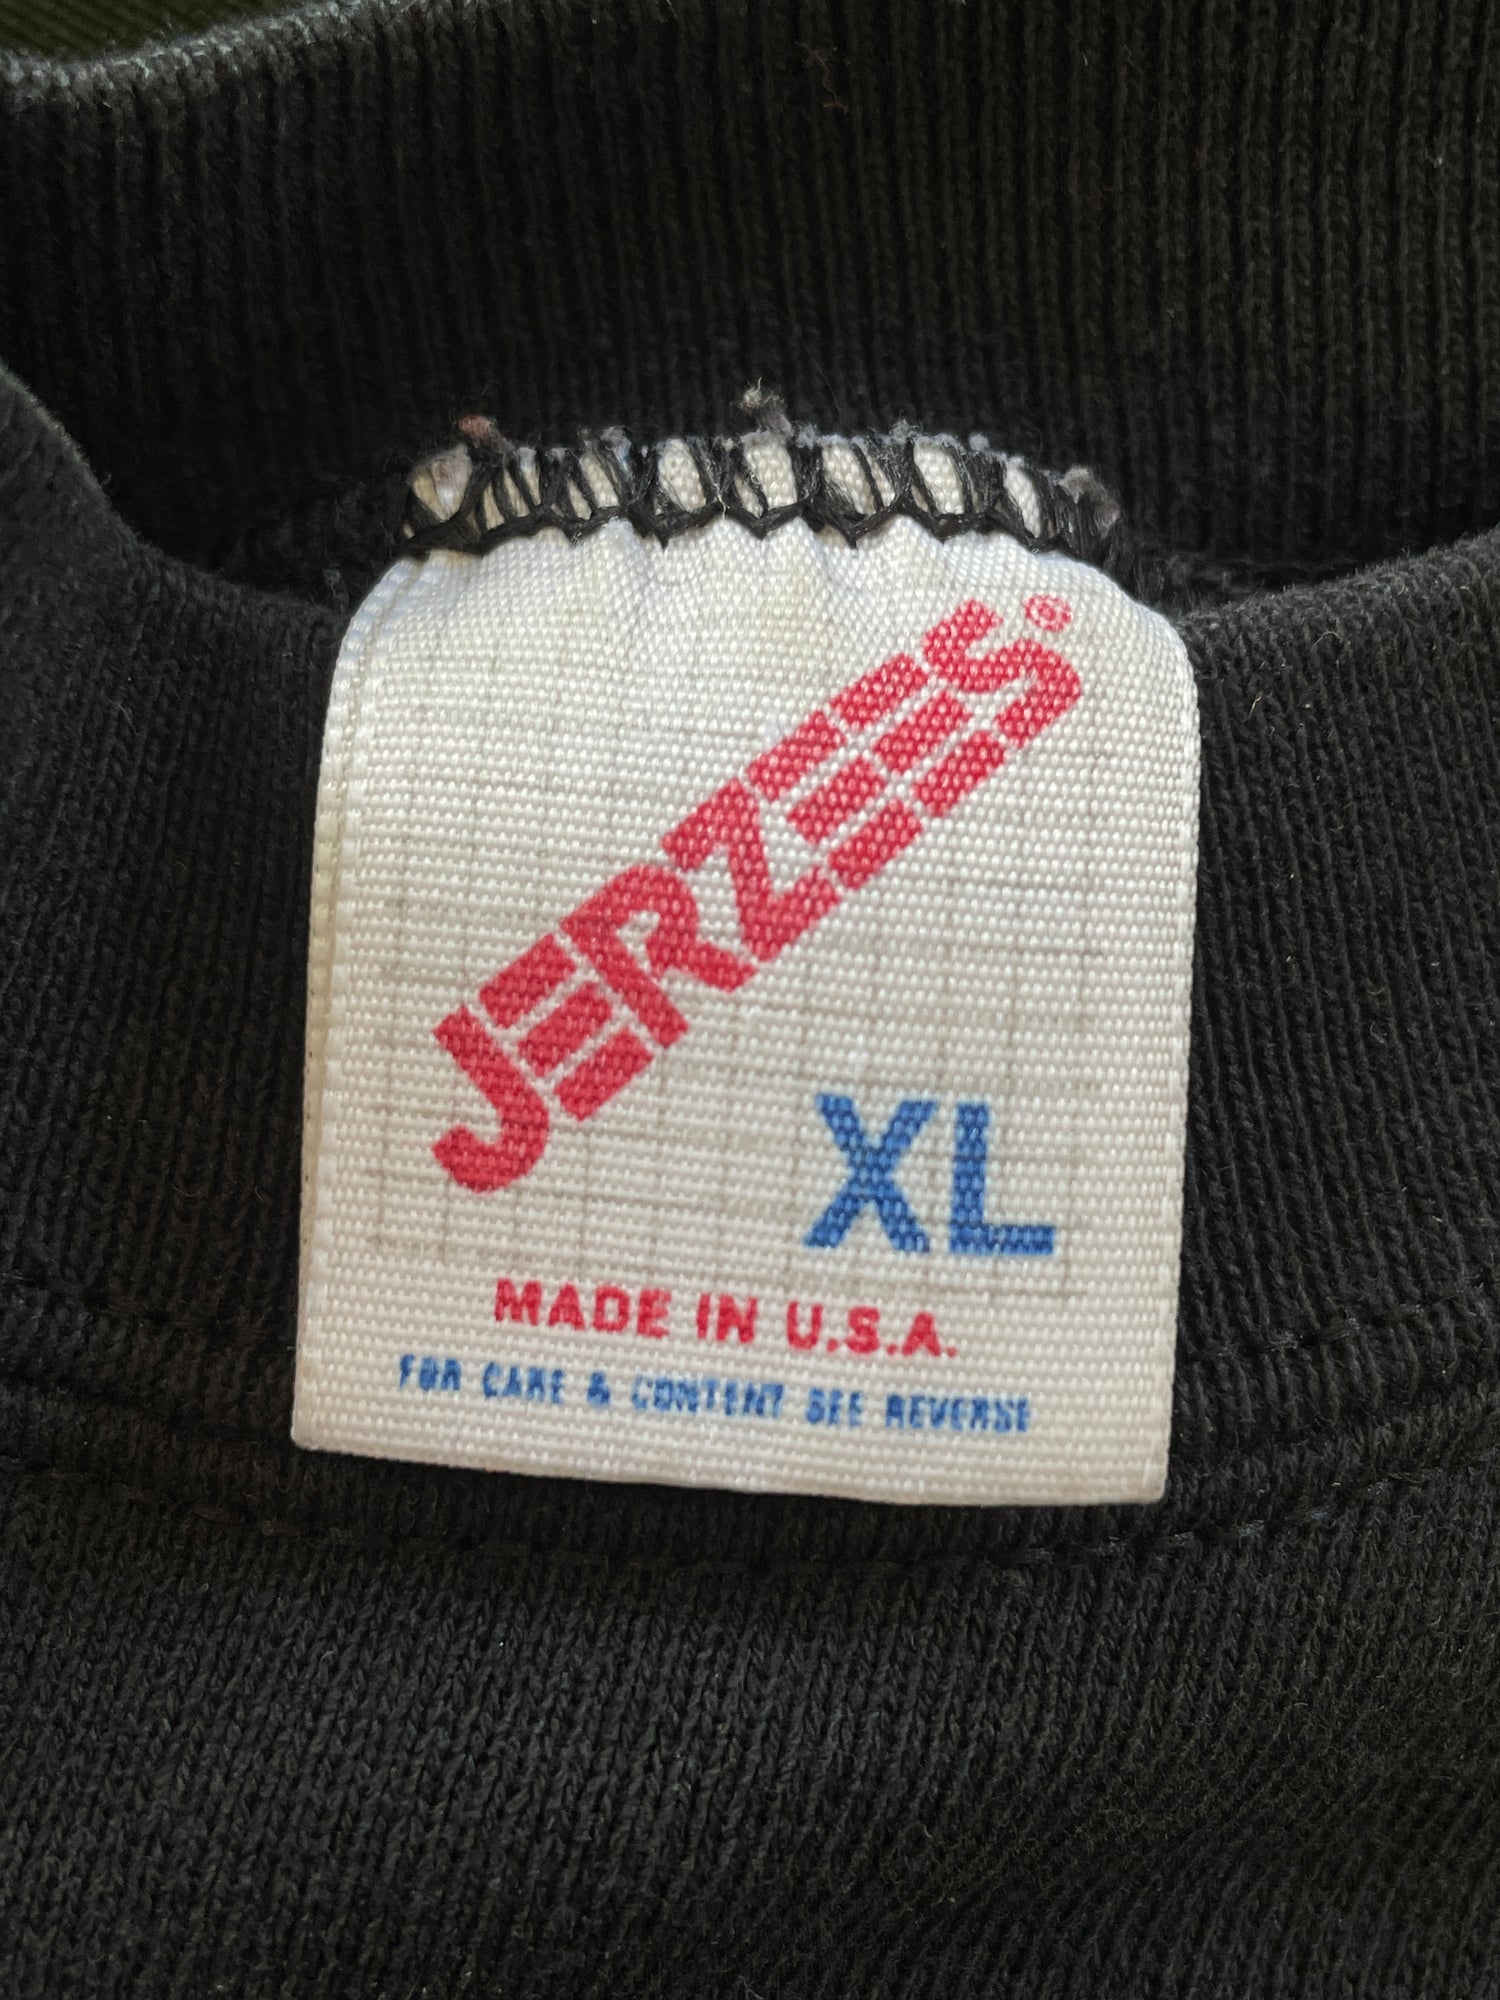 JERZEES®
XL
MADE IN U.S.A.
FOR CARE & CONTENT SEE REVERSE